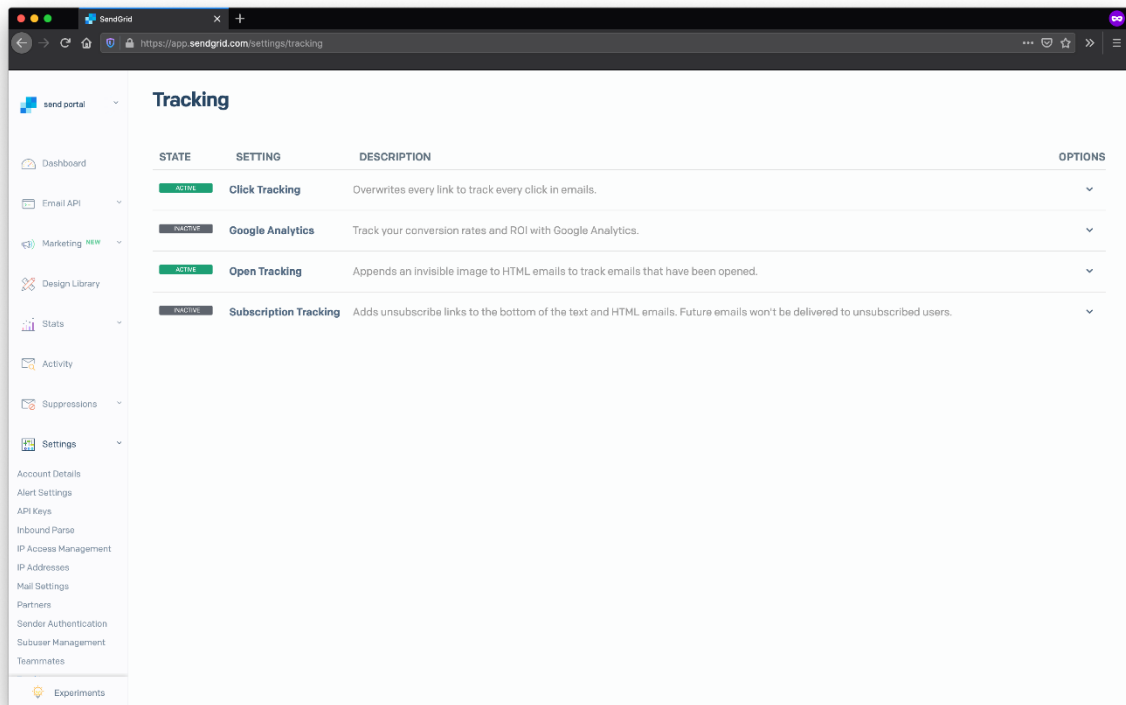 SendGrid
https://app.sendgrid.com/settings/tracking
send portal
Tracking
STATE SETTING DESCRIPTION OPTIONS
ACTIVE Click Tracking Overwrites every link to track every click in emails.
INACTIVE Google Analytics Track your conversion rates and ROI with Google Analytics.
ACTIVE Open Tracking Appends an invisible image to HTML emails to track emails that have been opened.
INACTIVE Subscription Tracking Adds unsubscribe links to the bottom of the text and HTML emails. Future emails won't be delivered to unsubscribed users.
Dashboard
Email API
Marketing NEW
Design Library
Stats
Activity
Suppressions
Settings
Account Details
Alert Settings
API Keys
Inbound Parse
IP Access Management
IP Addresses
Mail Settings
Partners
Sender Authentication
Subuser Management
Teammates
Experiments